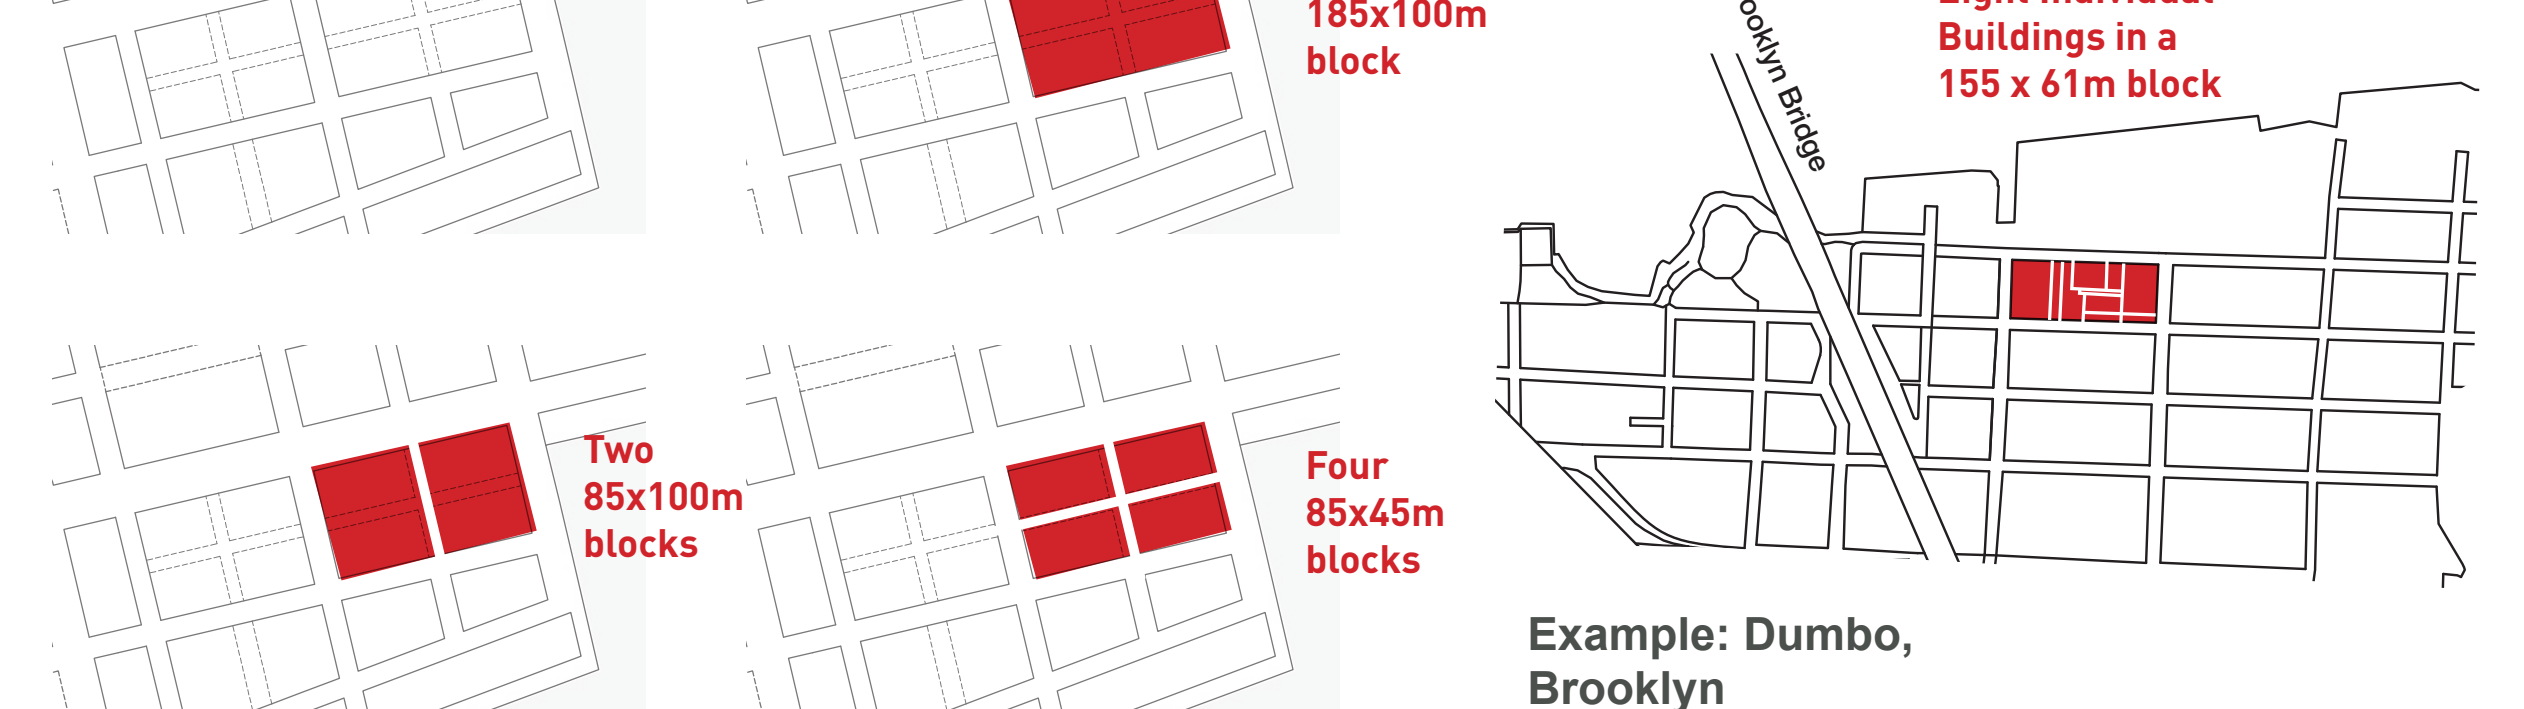 185x100m
block
Buildings in a
155 x 61m block
ooklyn Bridge
Two
85x100m
blocks
Four
85x45m
blocks
Example: Dumbo,
Brooklyn